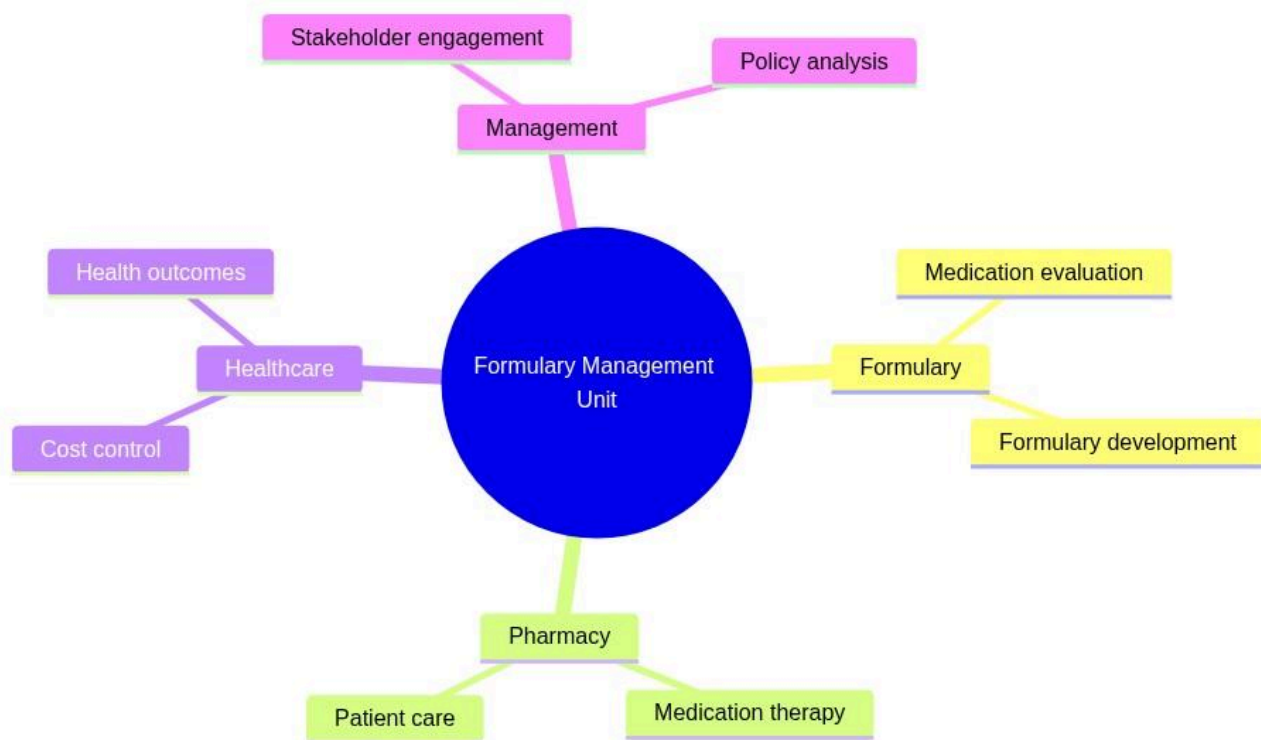 Stakeholder engagement
Policy analysis
Management
Health outcomes
Medication evaluation
Healthcare
Formulary Management
Unit
Formulary
Cost control
Formulary development
Pharmacy
Patient care
Medication therapy